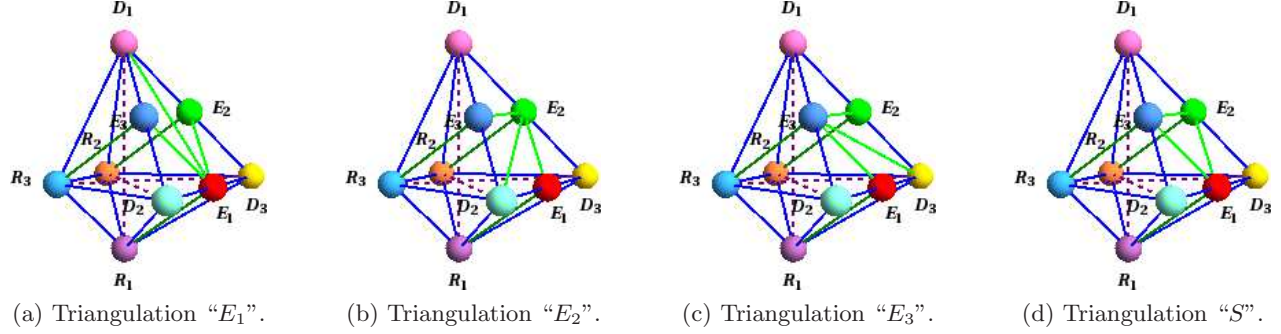 D₁ D₁ D₁ D₁
E₂ E₂ E₂ E₂
E₃ E₃ E₃ E₃
R₂ R₂ R₂ R₂
R₃ R₃ R₃ R₃
D₂ D₂ D₂ D₂
E₁ E₁ E₁ E₁
D₃ D₃ D₃ D₃
R₁ R₁ R₁ R₁
(a) Triangulation “E₁”. (b) Triangulation “E₂”. (c) Triangulation “E₃”. (d) Triangulation “S”.